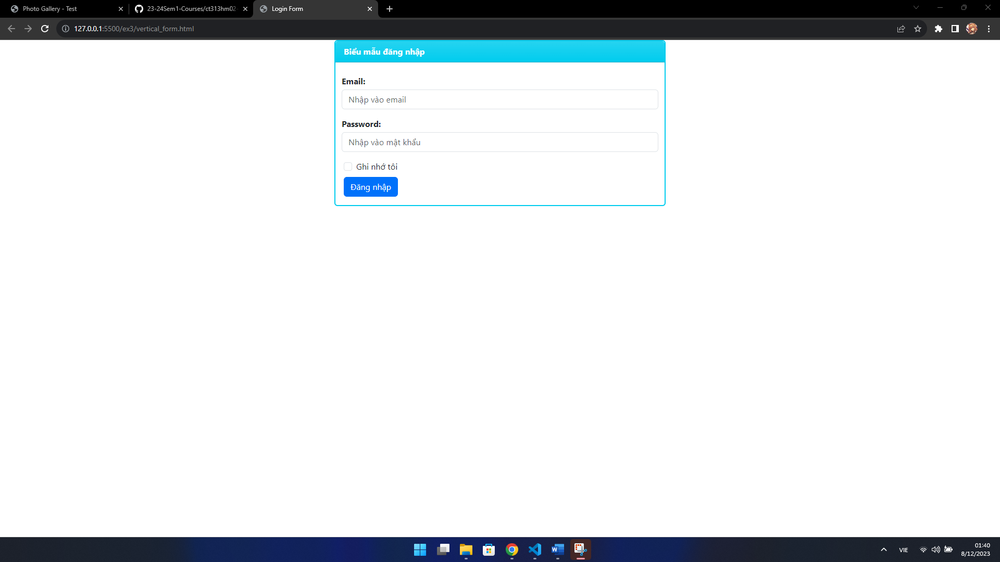 Photo Gallery - Test
23-24Sem1-Courses/ct313hm02-
Login Form
127.0.0.1:5500/ex3/vertical_form.html
Biểu mẫu đăng nhập
Email:
Nhập vào email
Password:
Nhập vào mật khẩu
Ghi nhớ tôi
Đăng nhập
VIE
01:40
8/12/2023